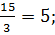 15/3 = 5;